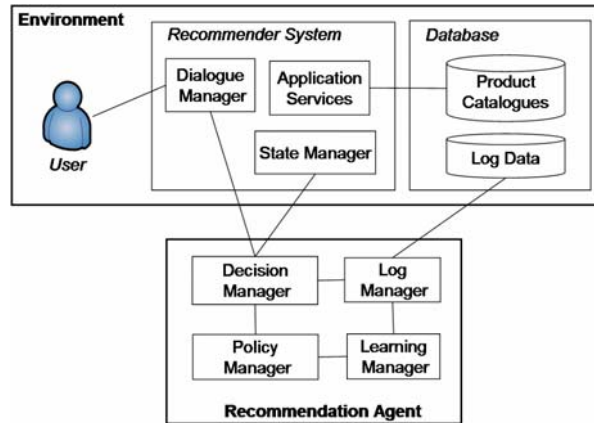 Environment
Recommender System
Database
Dialogue
Manager
Application
Services
Product
Catalogues
User
State Manager
Log Data
Decision
Manager
Log
Manager
Policy
Manager
Learning
Manager
Recommendation Agent